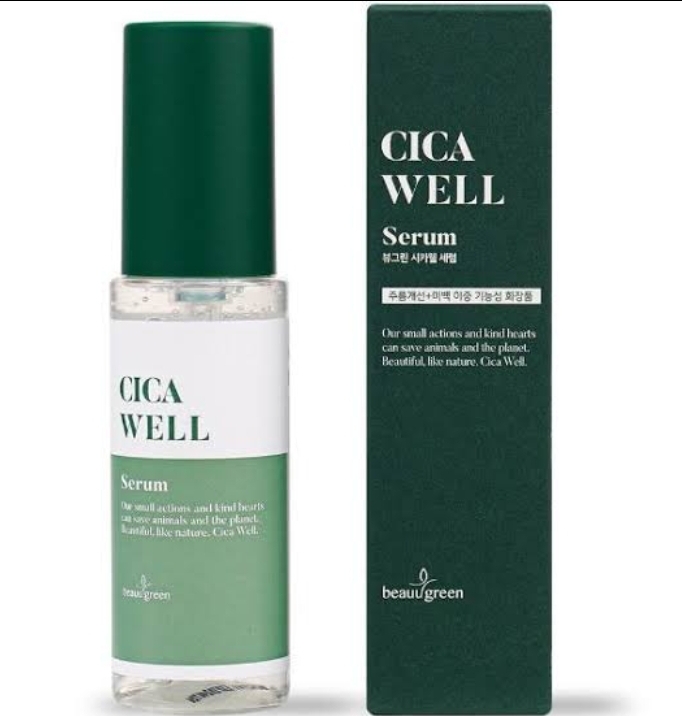 CICA
WELL
Serum
Our small actions and kind hearts
can save animals and the planet.
Beautiful, like nature. Cica Well.
beauugreen
CICA
WELL
Serum
뷰그린 시카웰 세럼
주름개선+미백 이중 기능성 화장품
Our small actions and kind hearts
can save animals and the planet.
Beautiful, like nature. Cica Well.
beauugreen